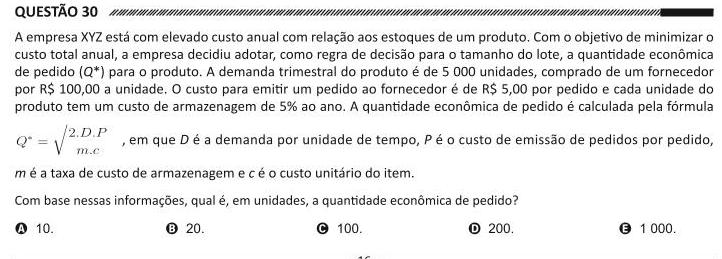 QUESTÃO 30
A empresa XYZ está com elevado custo anual com relação aos estoques de um produto. Com o objetivo de minimizar o
custo total anual, a empresa decidiu adotar, como regra de decisão para o tamanho do lote, a quantidade econômica
de pedido (Q*) para o produto. A demanda trimestral do produto é de 5 000 unidades, comprado de um fornecedor
por R$ 100,00 a unidade. O custo para emitir um pedido ao fornecedor é de R$ 5,00 por pedido e cada unidade do
produto tem um custo de armazenagem de 5% ao ano. A quantidade econômica de pedido é calculada pela fórmula
Q* = √2.D.P/m.c , em que D é a demanda por unidade de tempo, P é o custo de emissão de pedidos por pedido,
m é a taxa de custo de armazenagem e c é o custo unitário do item.
Com base nessas informações, qual é, em unidades, a quantidade econômica de pedido?
A 10. B 20. C 100. D 200. E 1 000.